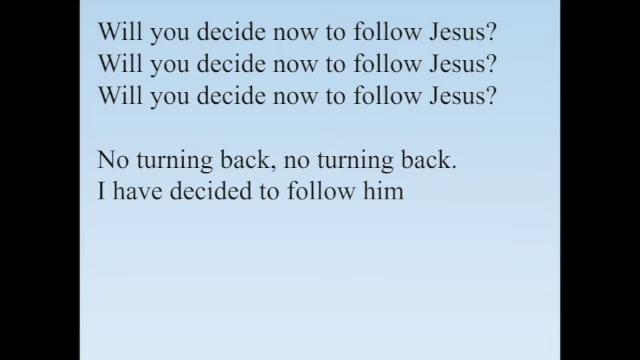 Will you decide now to follow Jesus?
Will you decide now to follow Jesus?
Will you decide now to follow Jesus?
No turning back, no turning back.
I have decided to follow him